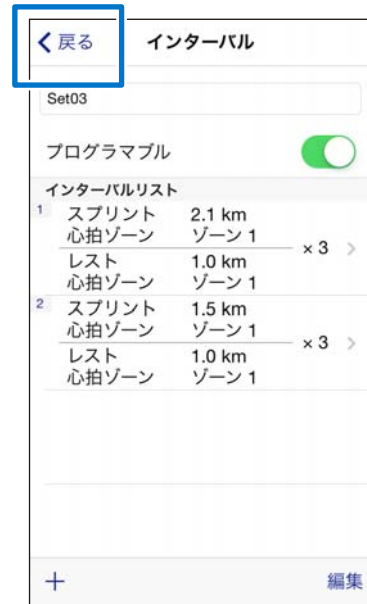 戻る インターバル
Set03
プログラマブル
インターバルリスト
1 スプリント 2.1 km
心拍ゾーン ゾーン 1
× 3
レスト 1.0 km
心拍ゾーン ゾーン 1
2 スプリント 1.5 km
心拍ゾーン ゾーン 1
× 3
レスト 1.0 km
心拍ゾーン ゾーン 1
+ 編集